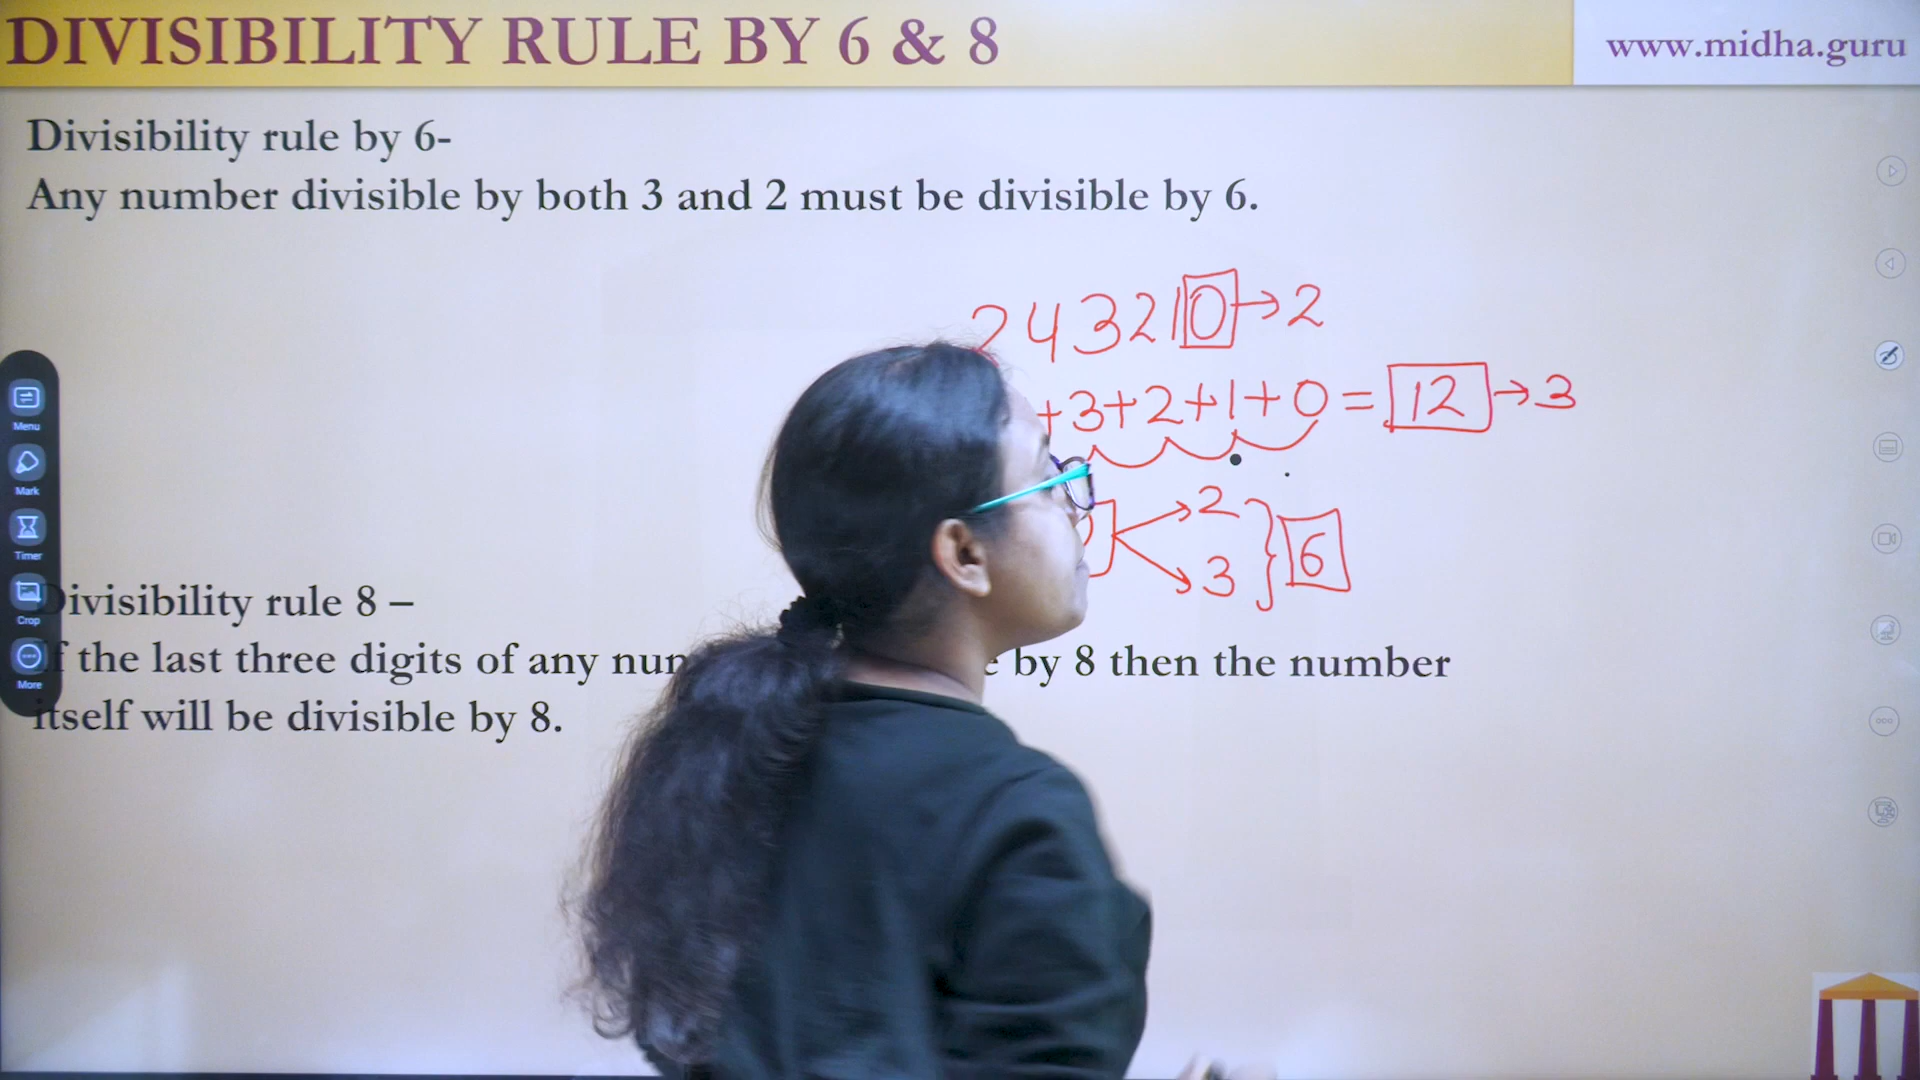 DIVISIBILITY RULE BY 6 & 8
www.midha.guru
Divisibility rule by 6-
Any number divisible by both 3 and 2 must be divisible by 6.
243210 → 2
+3+2+1+0 = 12 → 3
2
3 } 6
Menu
Mark
Timer
Crop
More
Divisibility rule 8 –
If the last three digits of any by 8 then the number
itself will be divisible by 8.